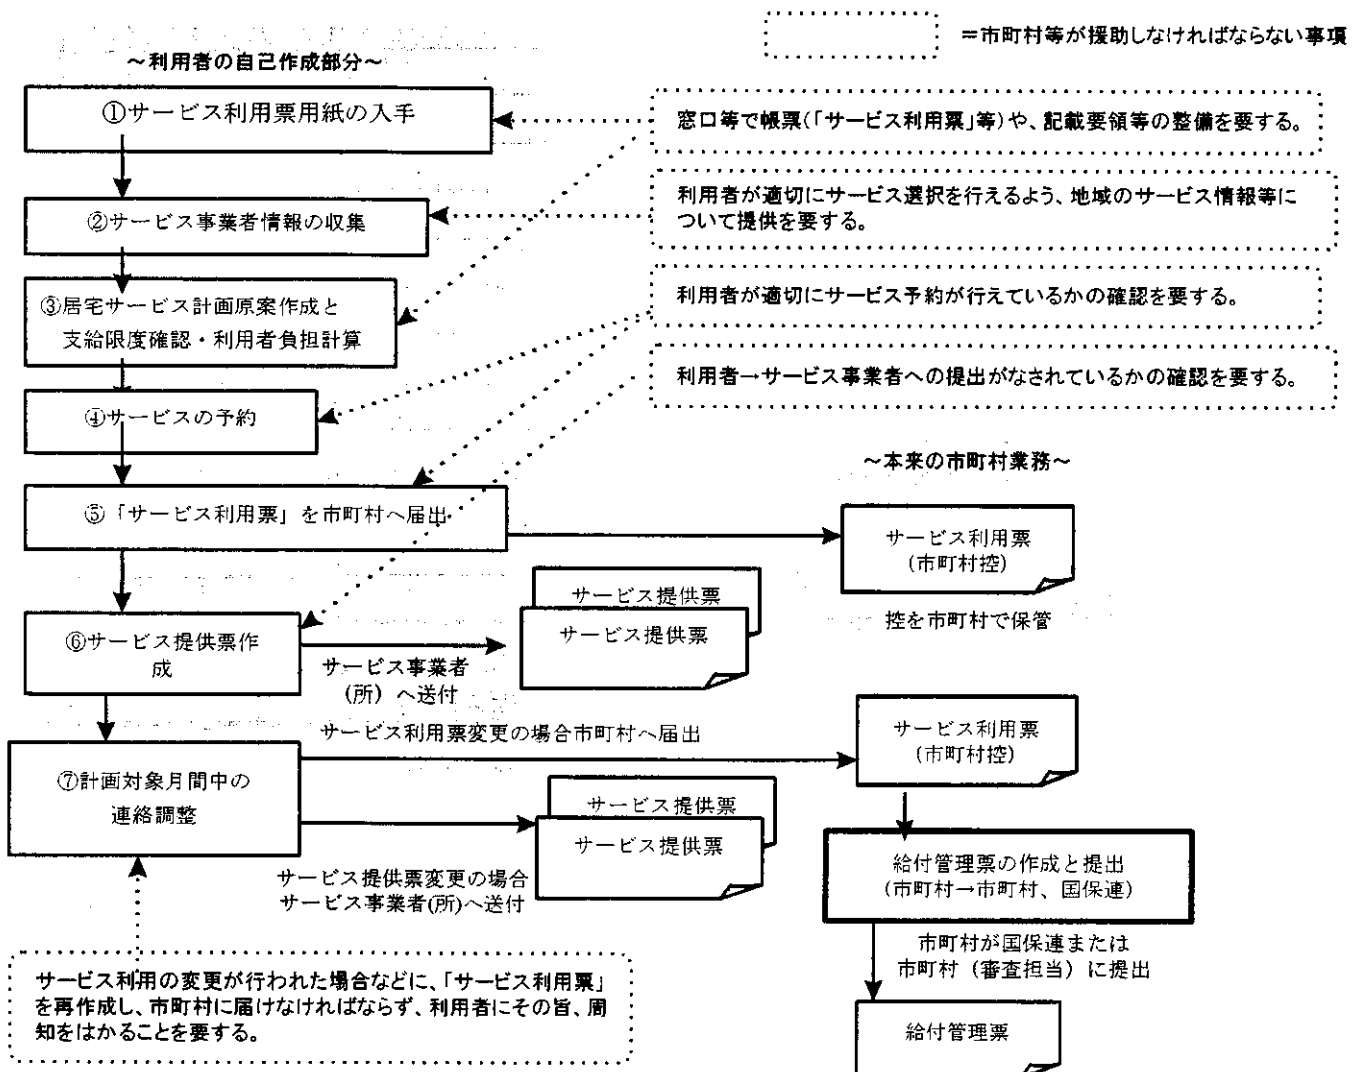 ＝市町村等が援助しなければならない事項
～利用者の自己作成部分～
①サービス利用票用紙の入手
窓口等で帳票(「サービス利用票」等)や、記載要領等の整備を要する。
②サービス事業者情報の収集
利用者が適切にサービス選択を行えるよう、地域のサービス情報等に
ついて提供を要する。
③居宅サービス計画原案作成と
支給限度確認・利用者負担計算
利用者が適切にサービス予約が行えているかの確認を要する。
④サービスの予約
利用者→サービス事業者への提出がなされているかの確認を要する。
～本来の市町村業務～
⑤「サービス利用票」を市町村へ届出
サービス利用票
(市町村控)
控を市町村で保管
⑥サービス提供票作
成
サービス事業者
(所）へ送付
サービス提供票
サービス提供票
サービス利用票変更の場合市町村へ届出
サービス利用票
(市町村控)
⑦計画対象月間中の
連絡調整
サービス提供票
サービス提供票
サービス提供票変更の場合
サービス事業者(所)へ送付
給付管理票の作成と提出
(市町村→市町村、国保連)
市町村が国保連または
市町村（審査担当）に提出
給付管理票
サービス利用の変更が行われた場合などに、「サービス利用票」
を再作成し、市町村に届けなければならず、利用者にその旨、周
知をはかることを要する。